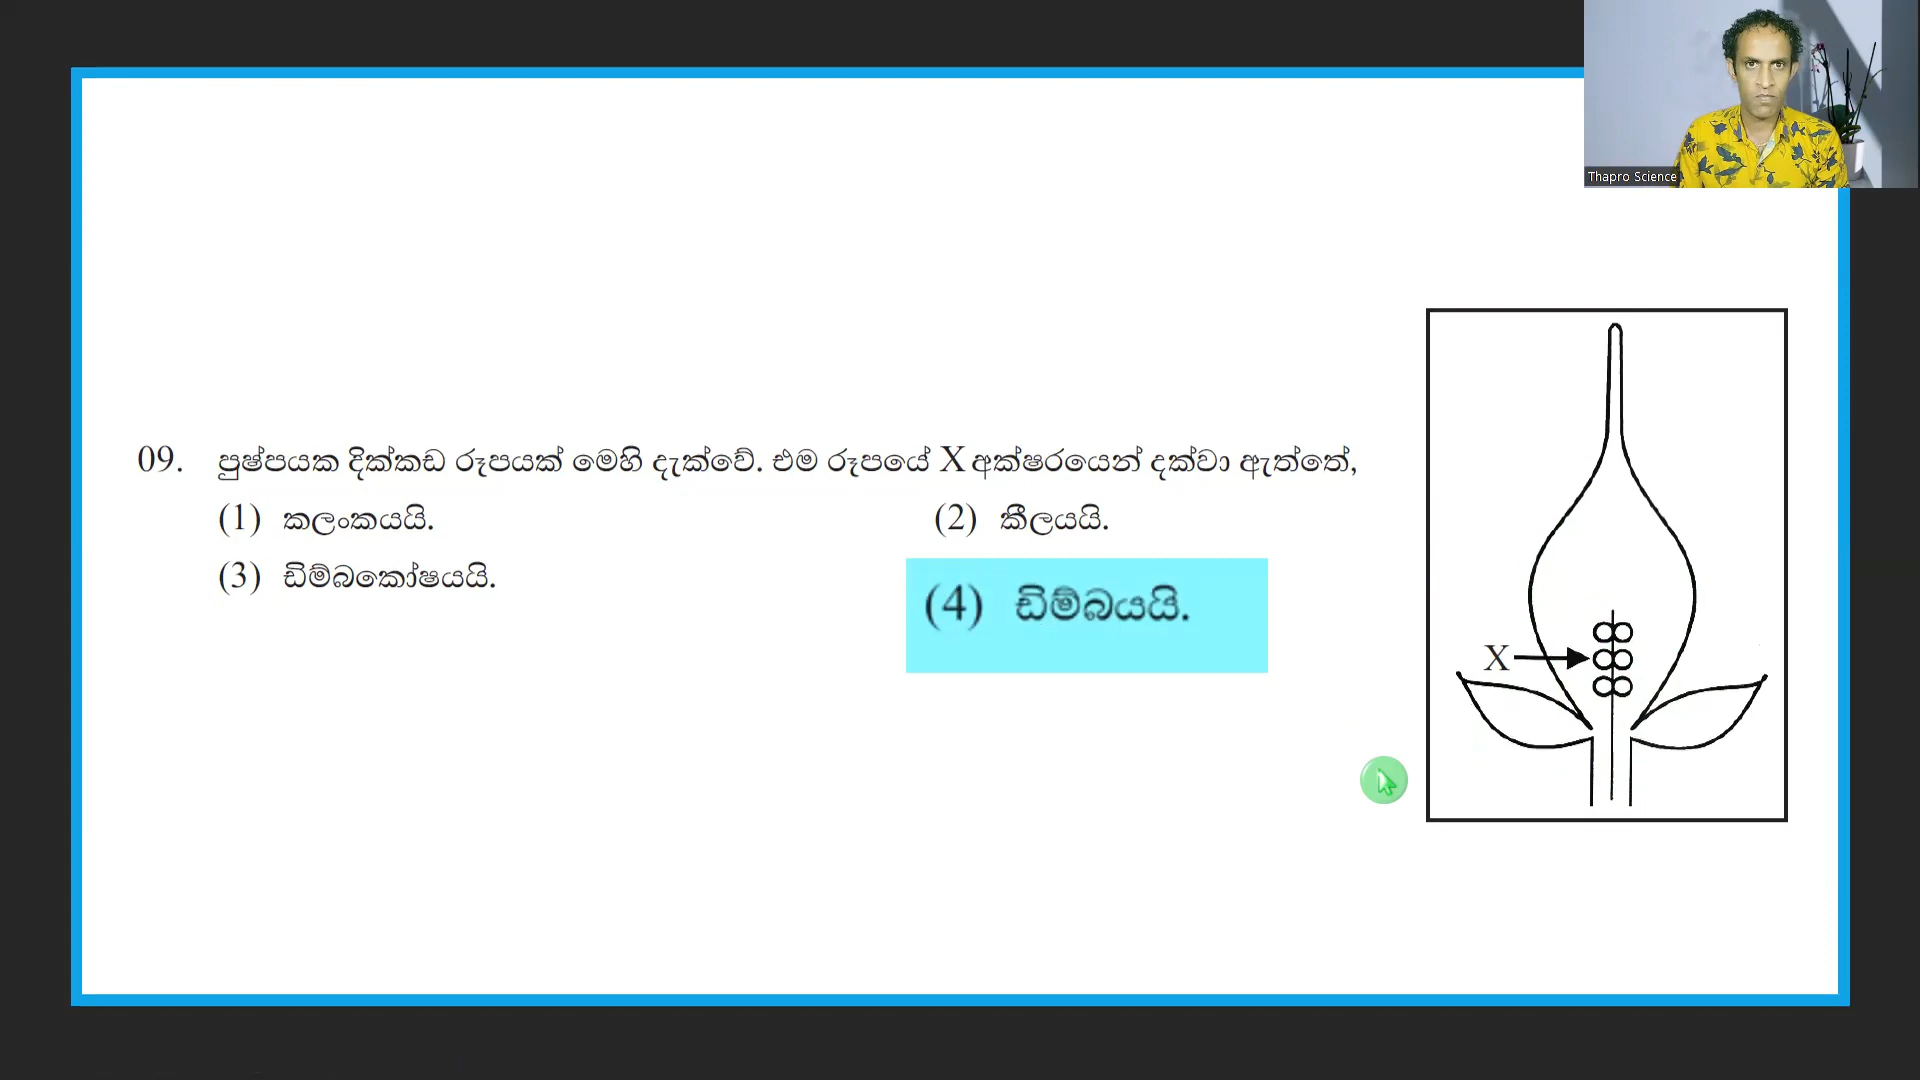 Thapro Science
09. පුෂ්පයක දික්කඩ රූපයක් මෙහි දැක්වේ. එම රූපයේ X අක්ෂරයෙන් දක්වා ඇත්තේ,
(1) කලංකයයි. (2) කීලයයි.
(3) ඩිම්බකෝෂයයි.
(4) ඩිම්බයයි.
X